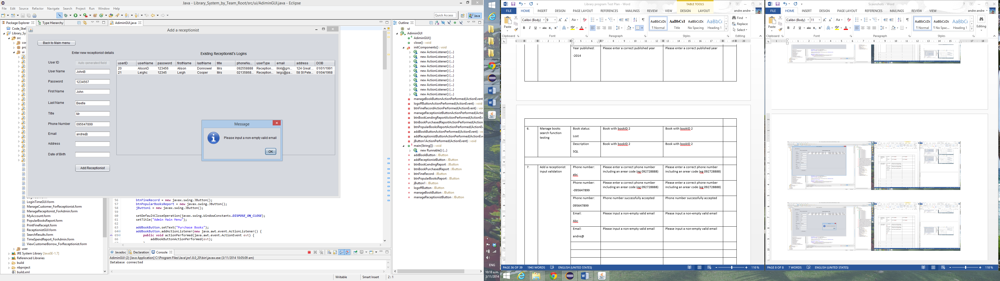 Java - Library_System_by_Team_Root/src/ui/AdiminGUI.java - Eclipse
File Edit Source Refactor Navigate Search Project Run Window Help
Quick Access
Java
Package Explorer
Type Hierarchy
AdiminGUI.java
Code_Skel
Library_Sy
src
ui
Add a receptionist
Back to Main menu
Enter new receptionist details
User ID Auto generated field
User Name JohnB
Password 1234567
First Name John
Last Name Beetle
Title Mr
Phone Number 095647899
Email andre@
Address
Date of Birth
Add Receptionist
Existing Receptionist's Logins
userID userName password firstName lastName title phoneNu... userType email address DOB
20 AlisonD 123456 Alison Donnowel Mrs 092558888 Reception... llkkl@gm... 124 Great ... 01/01/1991
21 Leighc 12345 Leigh Cooper Mrs 02135868... Reception... leigc@pa... 58 St Pete... 01/04/1968
Message
Please input a non-empty valid email
OK
LoginTimeGUI.form
ManageCustomer_ForReceptionist.form
ManageRecepitonist_ForAdmin.form
MyAccount.form
PopularBooksReport.form
PrintFineReceipt.form
ReceptionistGUI.form
SearchResults.form
TimeSpendReport_ForAdmin.form
ViewCustomerBorrow_ForReceptionist.form
user
JRE System Library [JavaSE-1.7]
Referenced Libraries
build
nbproject
build.xml
56 btnFineRecord = new javax.swing.JButton();
57 btnPopularBooksReport = new javax.swing.JButton();
58 jButton1 = new javax.swing.JButton();
59
60 setDefaultCloseOperation(javax.swing.WindowConstants.DISPOSE_ON_CLOSE);
61 setTitle("Admin Main Menu");
62
63 addBookButton.setText("Purchase Books");
64 addBookButton.addActionListener(new java.awt.event.ActionListener() {
65 public void actionPerformed(java.awt.event.ActionEvent evt) {
66 addBookButtonActionPerformed(evt);
Javadoc
Declaration
Console
AdiminGUI (2) [Java Application] C:\Program Files\Java\jre1.8.0_20\bin\javaw.exe (3/11/2014 10:05:09 am)
Database connected
Writable
Smart Insert
2 : 1
Outline
ui
AdiminGUI
AdiminGUI()
close() : void
initComponents() : void
new ActionListener() {...}
new ActionListener() {...}
new ActionListener() {...}
new ActionListener() {...}
new ActionListener() {...}
new ActionListener() {...}
new ActionListener() {...}
new ActionListener() {...}
new ActionListener() {...}
new ActionListener() {...}
manageBookButtonActionPerformed(ActionEvent
logoffButtonActionPerformed(ActionEvent) : void
btnFineRecordActionPerformed(ActionEvent) : voi
manageReceptionistButtonActionPerformed(Actio
btnBookLendingReportActionPerformed(ActionEv
btnBookPurchasedReportActionPerformed(Action
btnPopularBooksReportActionPerformed(ActionEv
addBookButtonActionPerformed(ActionEvent) : vo
addReceptionistButtonActionPerformed(ActionEve
jButton1ActionPerformed(ActionEvent) : void
main(String[]) : void
new Runnable() {...}
addBookButton : JButton
addReceptionistButton : JButton
btnBookLendingReport : JButton
btnBookPurchasedReport : JButton
btnFineRecord : JButton
btnPopularBooksReport : JButton
jButton1 : JButton
logoffButton : JButton
manageBookButton : JButton
manageReceptionistButton : JButton
ENG
10:18 a.m.
3/11/2014
Library program Test Plan - Word
TABLE TOOLS
FILE HOME INSERT DESIGN PAGE LAYOUT REFERENCES MAILINGS REVIEW VIEW DESIGN LAYOUT
andre andre
Calibri (Body) 9
Paste
Clipboard
Font
Paragraph
AaBbCcDc AaBbCcl AaBbCcDc AaBbCc
¶ Normal Title No Spacing Heading 1
Styles
Find
Replace
Select
Editing
Year published: Please enter a correct published year Please enter a correct published year
-2014
6. Manage books search function testing
Book status: Book with bookID 2 Book with bookID 2
Lost
Description Book with bookID 2 Book with bookID 2
SQL
7. Add a receptionist input validation
Phone number: Please enter a correct phone number including an arear code (eg 092728888) Please enter a correct phone number including an arear code (eg 092728888)
abc
Phone number: Please enter a correct phone number including an arear code (eg 092728888) Please enter a correct phone number including an arear code (eg 092728888)
-095647899
Phone number: Phone number successfully accepted Phone number successfully accepted
095647899
Email: Please input a non-empty valid email Please input a non-empty valid email
Abc
Email: Please input a non-empty valid email Please input a non-empty valid email
andre@
PAGE 36 OF 39 1943 WORDS ENGLISH (UNITED STATES)
110 %
Sceenshots - Word
FILE HOME INSERT DESIGN PAGE LAYOUT REFERENCES MAILINGS REVIEW VIEW
andre andre
Calibri (Body) 11
Paste
Clipboard
Font
Paragraph
AaBbCcDc AaBbCcDc AaBbCc
¶ Normal ¶ No Spac... Heading 1
Styles
Editing
PAGE 8 OF 8 7 WORDS ENGLISH (UNITED STATES)
110 %